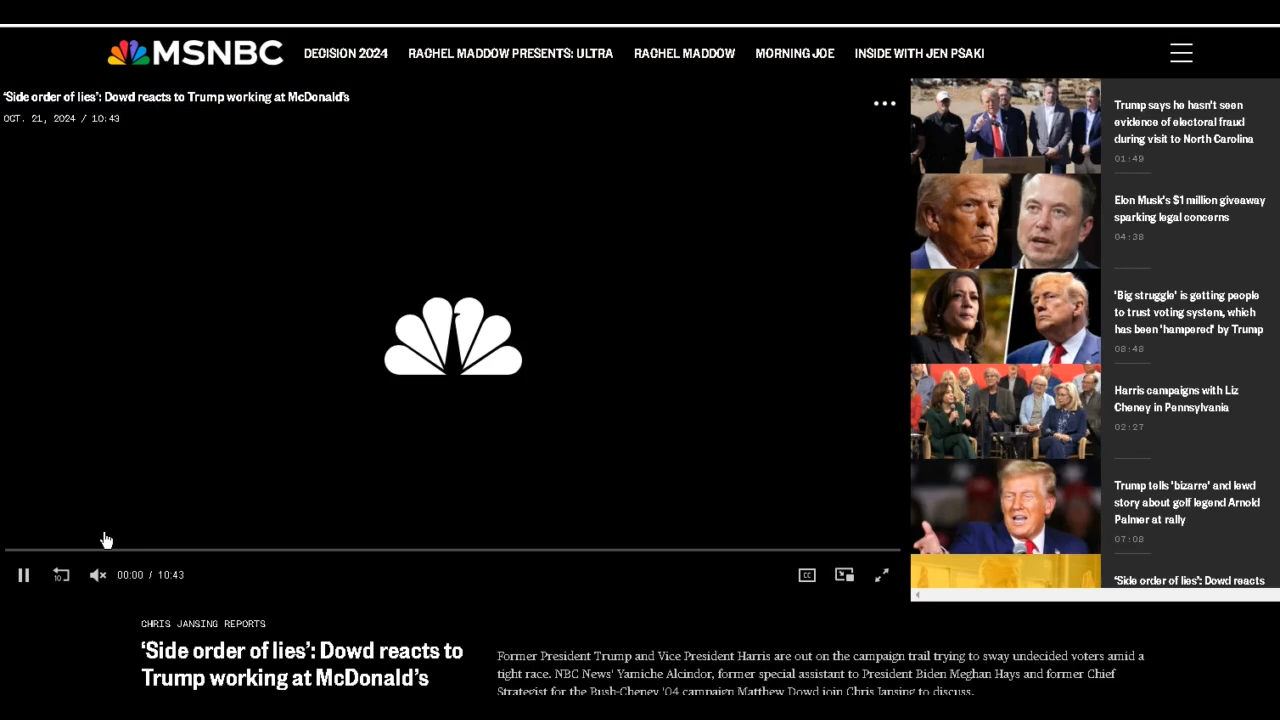 MSNBC
DECISION 2024
RACHEL MADDOW PRESENTS: ULTRA
RACHEL MADDOW
MORNING JOE
INSIDE WITH JEN PSAKI
‘Side order of lies’: Dowd reacts to Trump working at McDonald’s
OCT. 21, 2024 / 10:43
10
00:00 / 10:43
CC
Trump says he hasn't seen
evidence of electoral fraud
during visit to North Carolina
01:49
Elon Musk's $1 million giveaway
sparking legal concerns
04:38
'Big struggle' is getting people
to trust voting system, which
has been 'hampered' by Trump
08:48
Harris campaigns with Liz
Cheney in Pennsylvania
02:27
Trump tells 'bizarre' and lewd
story about golf legend Arnold
Palmer at rally
07:08
‘Side order of lies’: Dowd reacts
CHRIS JANSING REPORTS
‘Side order of lies’: Dowd reacts to
Trump working at McDonald’s
Former President Trump and Vice President Harris are out on the campaign trail trying to sway undecided voters amid a
tight race. NBC News’ Yamiche Alcindor, former special assistant to President Biden Meghan Hays and former Chief
Strategist for the Bush-Cheney ’04 campaign Matthew Dowd join Chris Jansing to discuss.